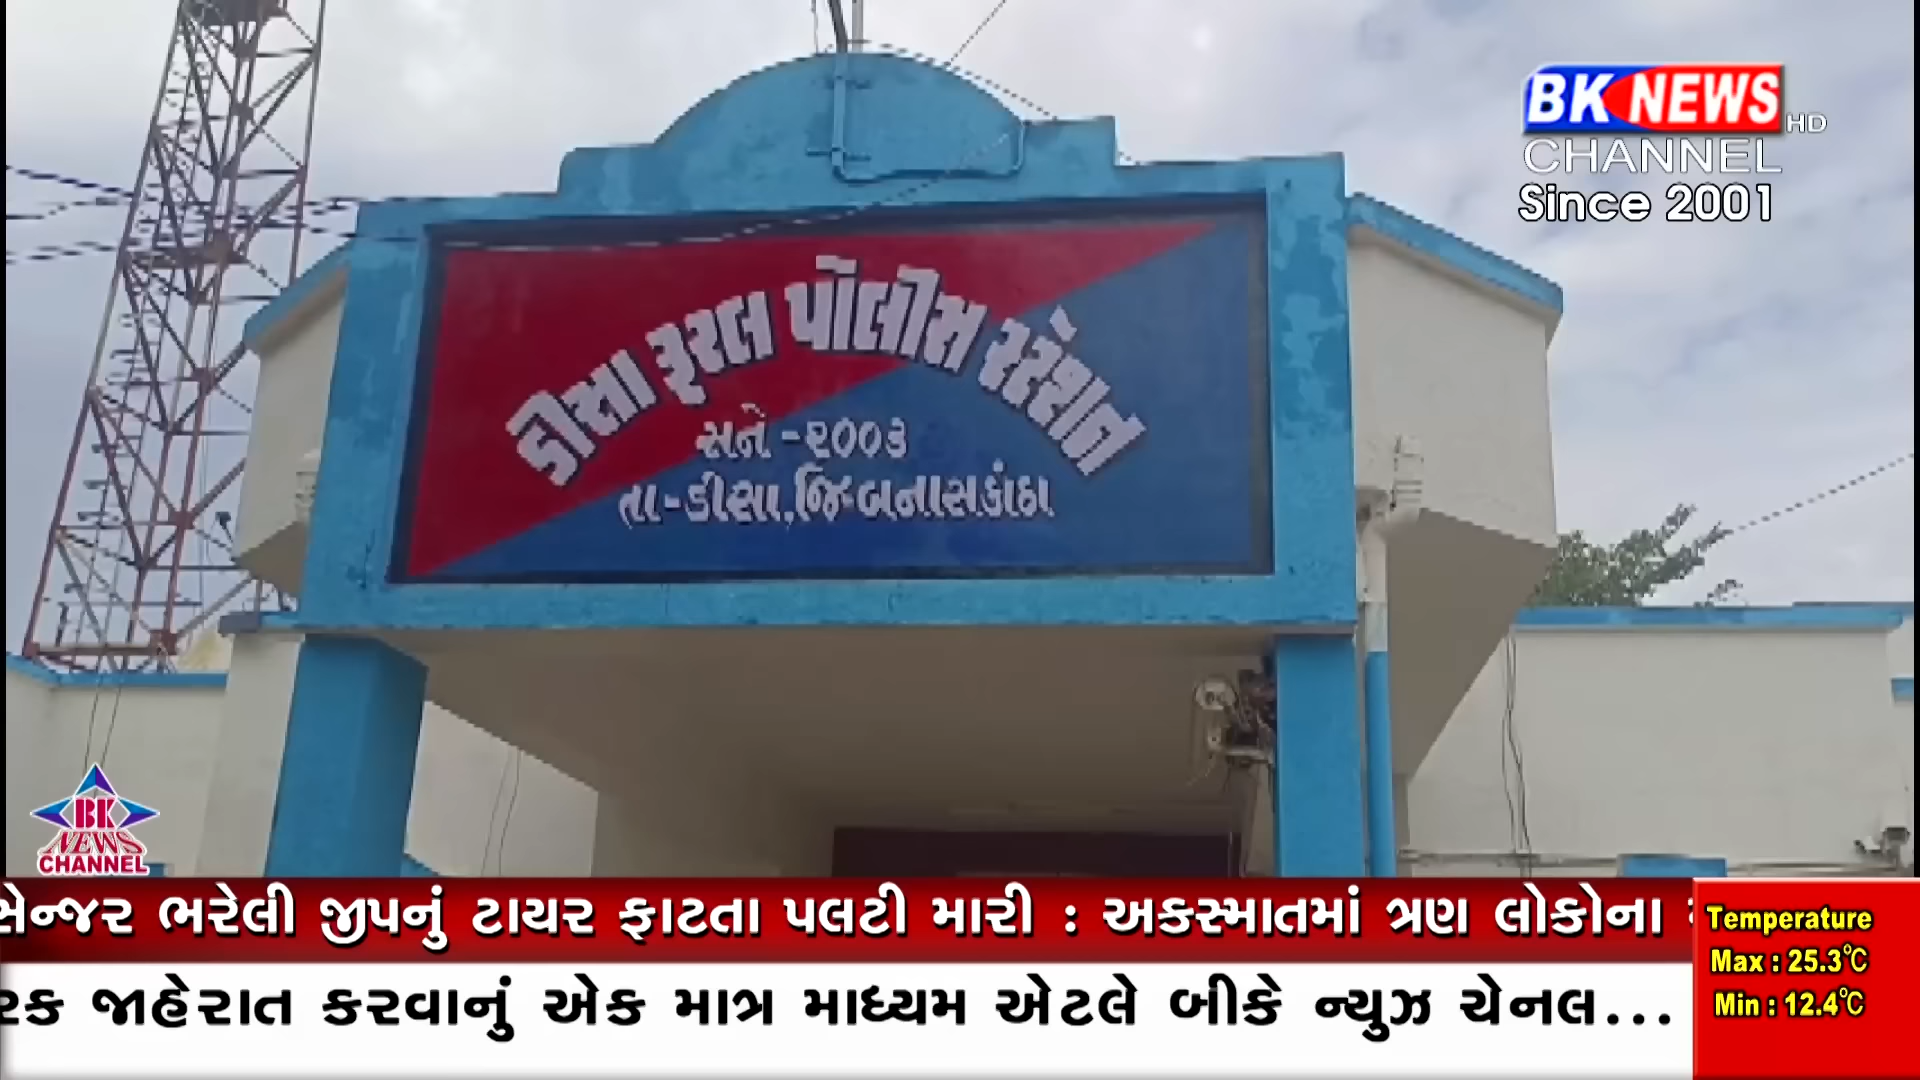 BK NEWS HD
CHANNEL
Since 2001
ડીસા રૂરલ પોલીસ સ્ટેશન
સને -૨૦૦૩
તા-ડીસા,જિ-બનાસકાંઠા
BK
NEWS
CHANNEL
સેન્જર ભરેલી જીપનું ટાયર ફાટતા પલટી મારી : અકસ્માતમાં ત્રણ લોકોના
જાહેરાત કરવાનું એક માત્ર માધ્યમ એટલે બીકે ન્યુઝ ચેનલ...
Temperature
Max : 25.3℃
Min : 12.4℃